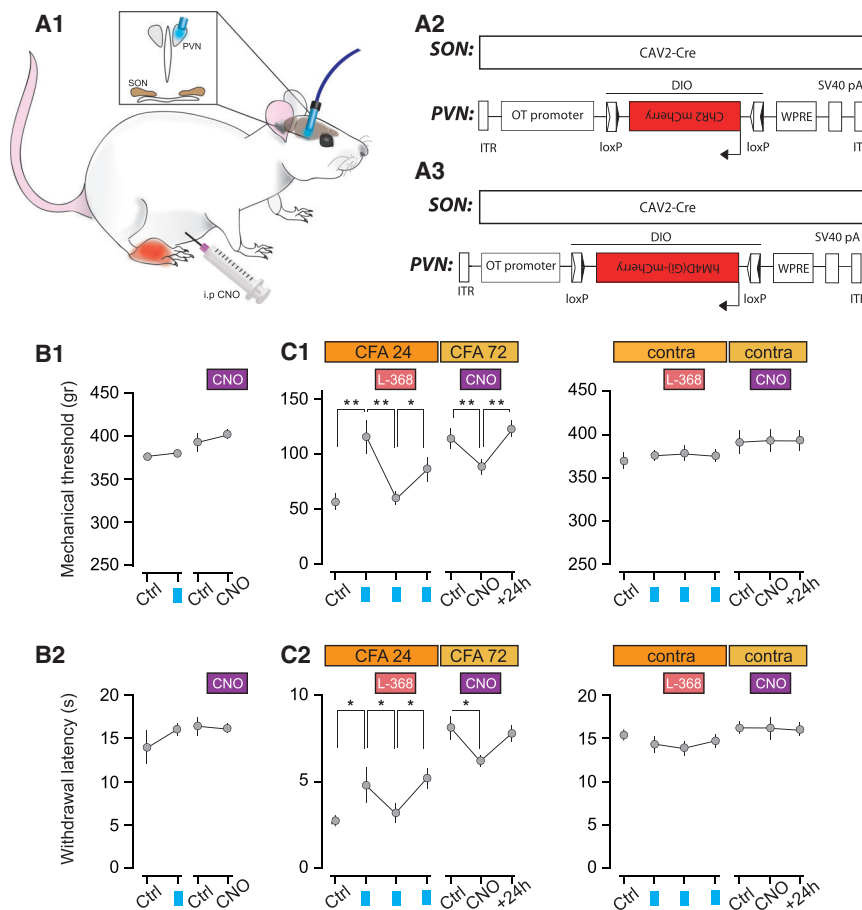 A1
PVN
SON
i.p CNO
A2
SON:
CAV2-Cre
DIO
SV40 pA
PVN:
OT promoter
ChR2 mCherry
WPRE
ITR
loxP
loxP
IT
A3
SON:
CAV2-Cre
DIO
SV40 pA
PVN:
OT promoter
hM4D(Gi)-mCherry
WPRE
ITR
loxP
loxP
ITI
B1
CNO
Mechanical threshold (gr)
450
400
350
300
250
Ctrl
Ctrl
CNO
C1
CFA 24
CFA 72
L-368
CNO
** ** * ** **
150
100
50
0
Ctrl
Ctrl
CNO
+24h
contra
contra
L-368
CNO
450
400
350
300
250
Ctrl
Ctrl
CNO
+24h
B2
CNO
Withdrawal latency (s)
20
15
10
5
0
Ctrl
Ctrl
CNO
C2
CFA 24
CFA 72
L-368
CNO
* * * *
10
5
0
Ctrl
Ctrl
CNO
+24h
contra
contra
L-368
CNO
20
15
10
5
0
Ctrl
Ctrl
CNO
+24h